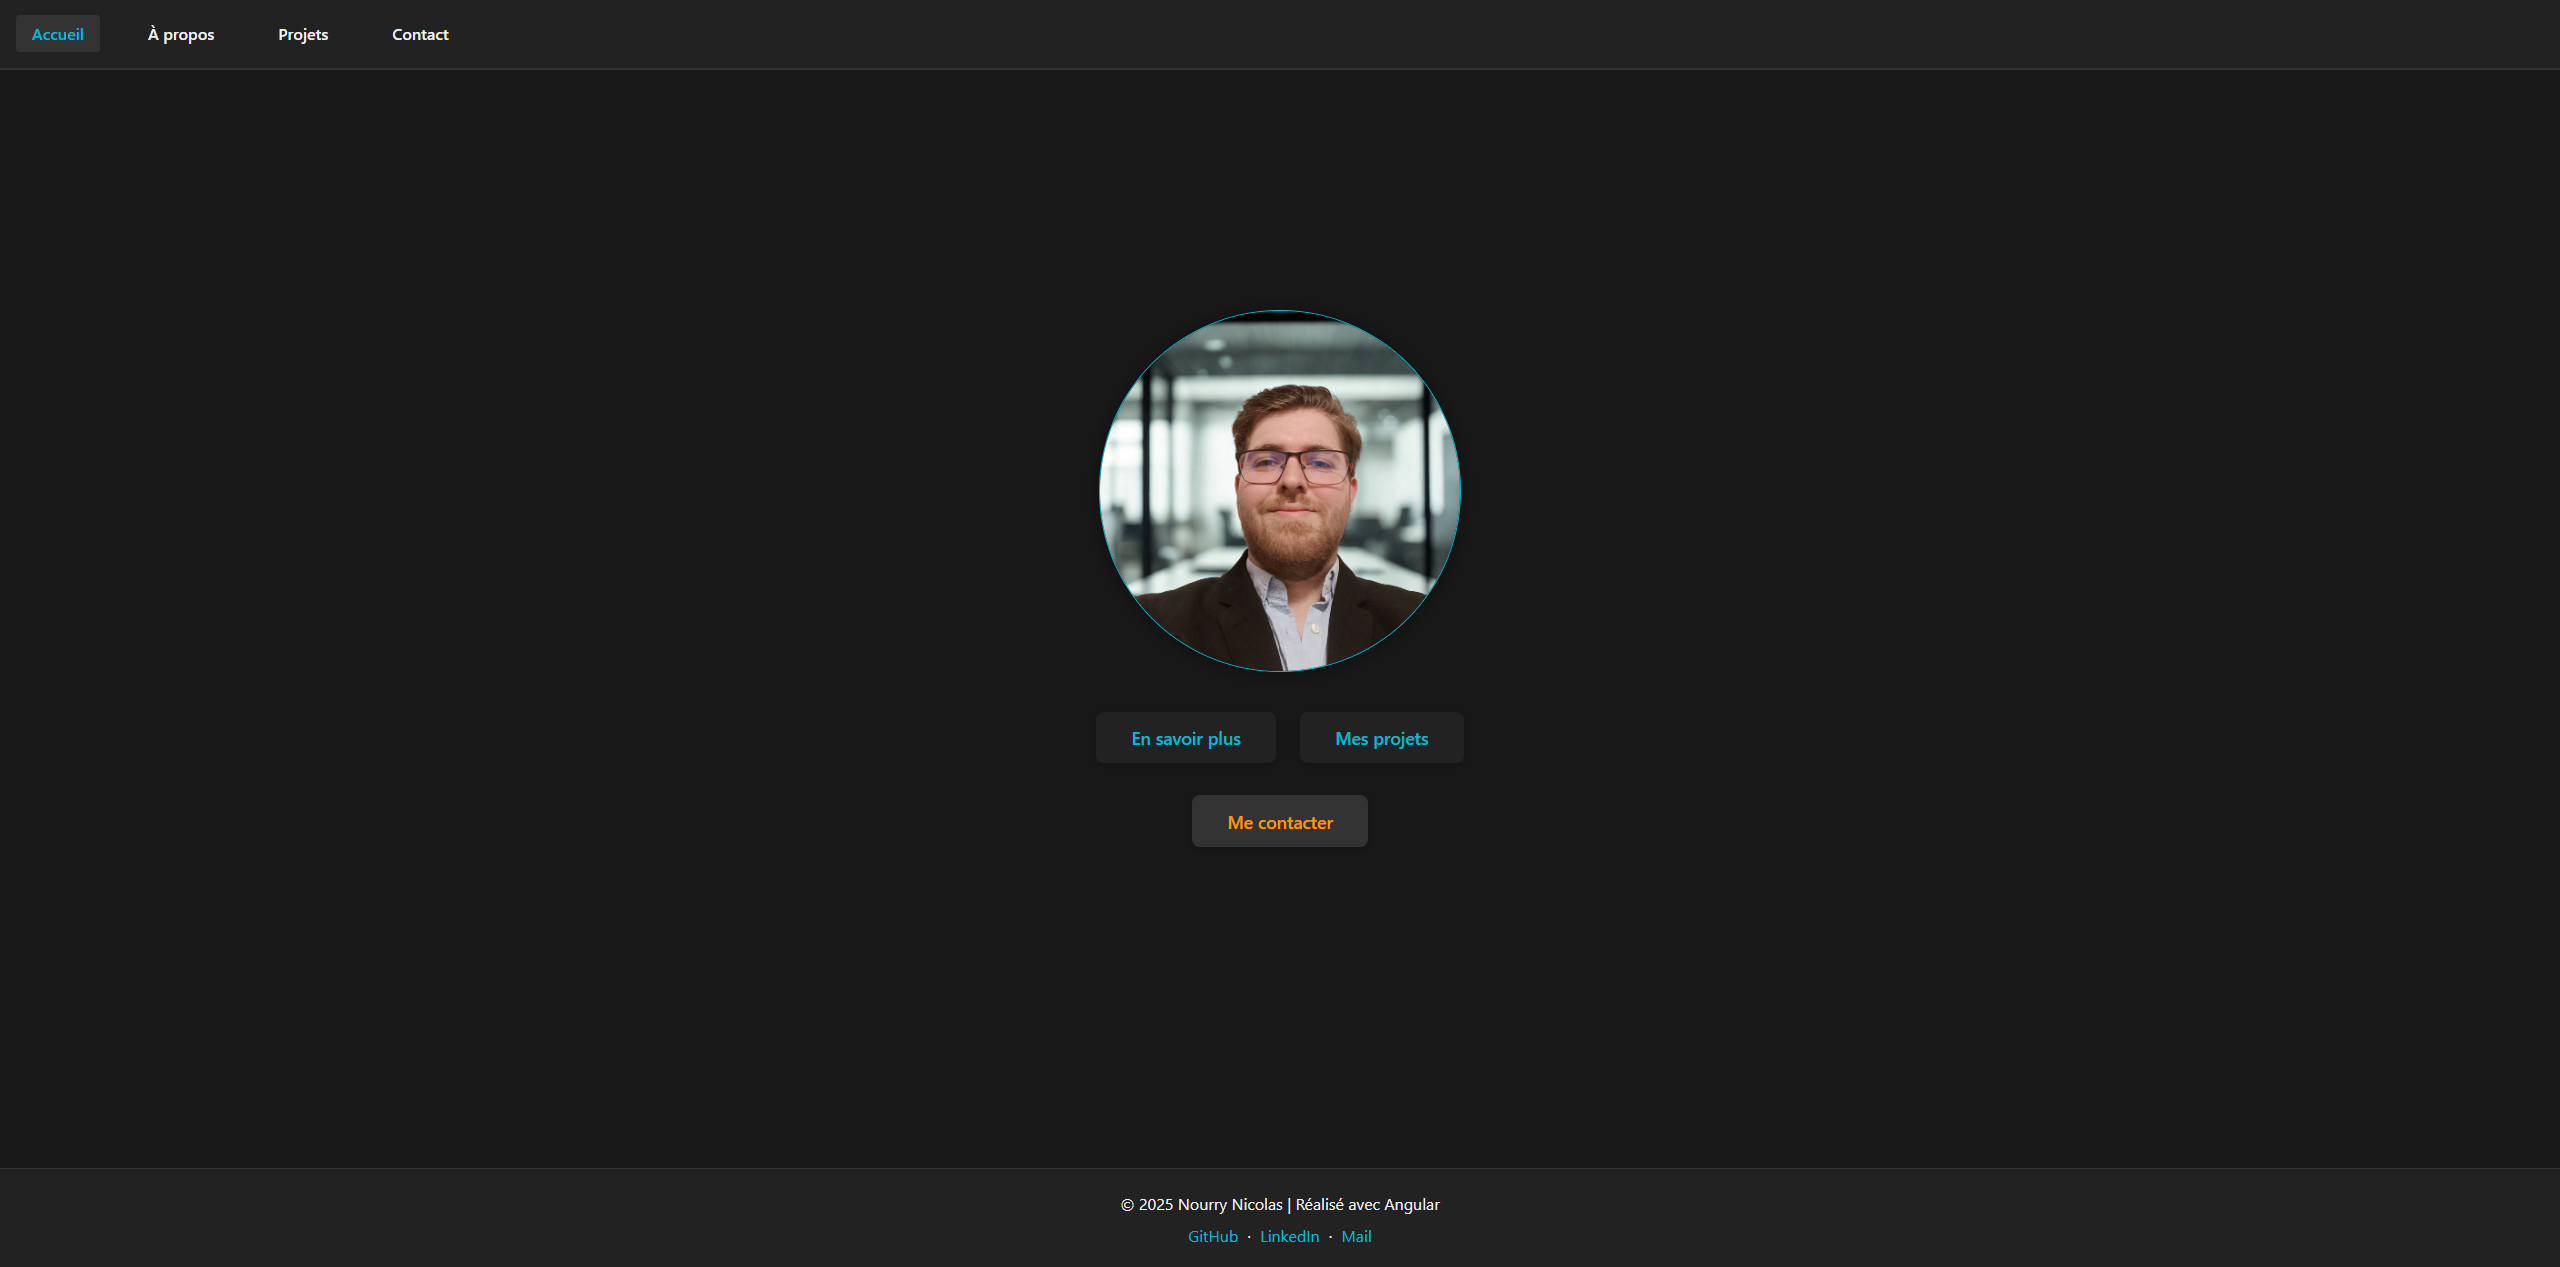 Accueil À propos Projets Contact
En savoir plus Mes projets
Me contacter
© 2025 Nourry Nicolas | Réalisé avec Angular
GitHub · LinkedIn · Mail